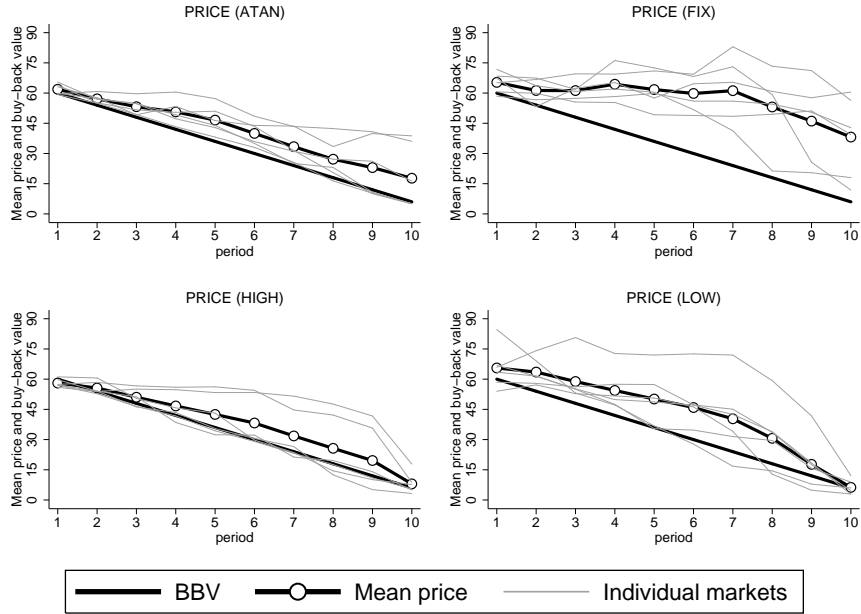 PRICE (ATAN)
Mean price and buy−back value
90
75
60
45
30
15
0
1 2 3 4 5 6 7 8 9 10
period
PRICE (FIX)
Mean price and buy−back value
90
75
60
45
30
15
0
1 2 3 4 5 6 7 8 9 10
period
PRICE (HIGH)
Mean price and buy−back value
90
75
60
45
30
15
0
1 2 3 4 5 6 7 8 9 10
period
PRICE (LOW)
Mean price and buy−back value
90
75
60
45
30
15
0
1 2 3 4 5 6 7 8 9 10
period
BBV Mean price Individual markets